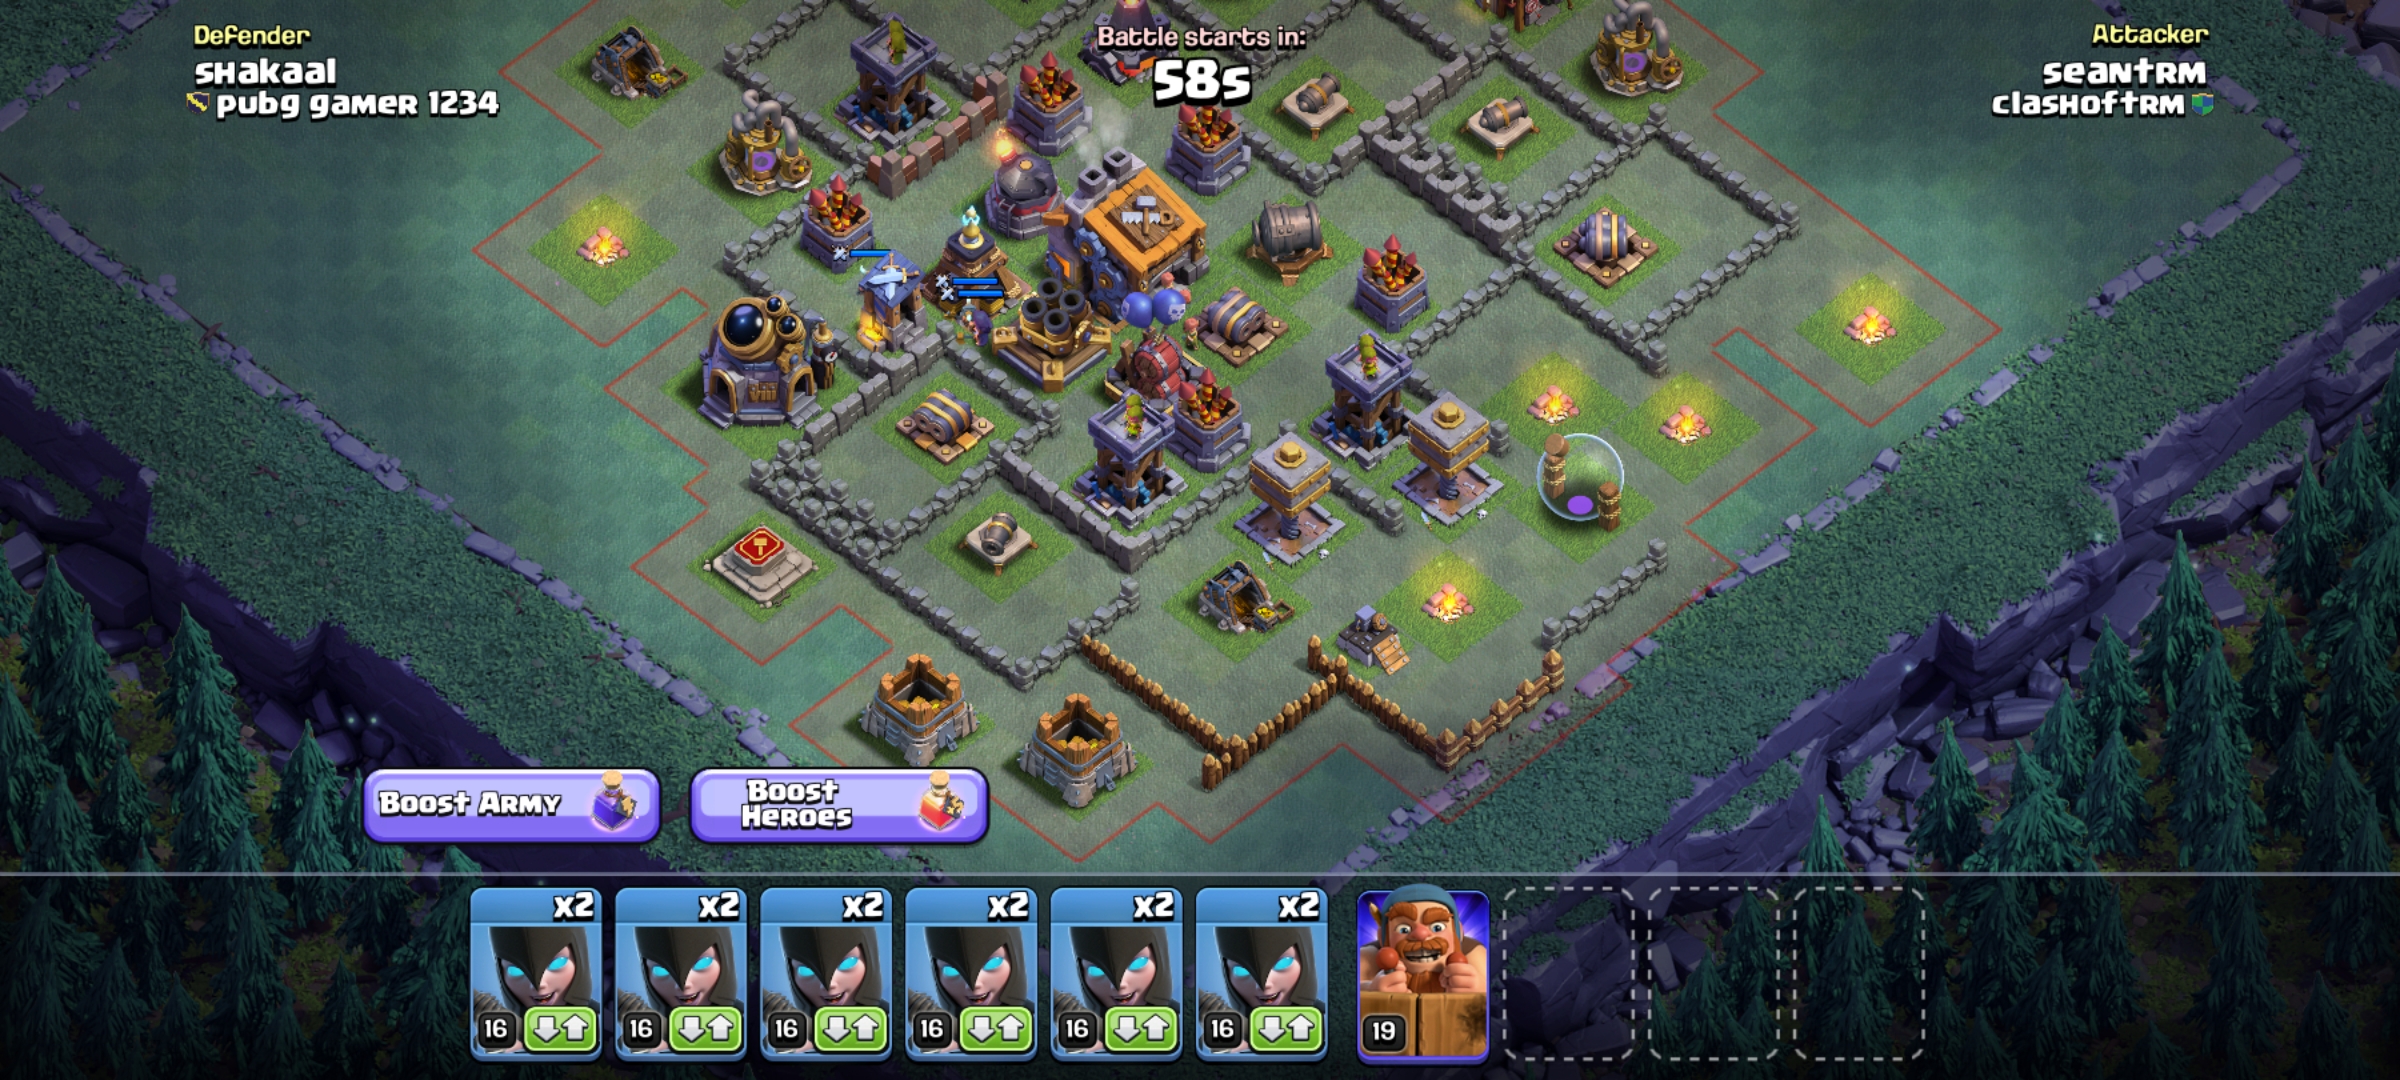 Defender
sHakaal
pubg gamer 1234
Battle starts in:
58s
Attacker
seantRM
clashoftRM
VIII
Boost Army
Boost
Heroes
x2
x2
x2
x2
x2
x2
16
16
16
16
16
16
19